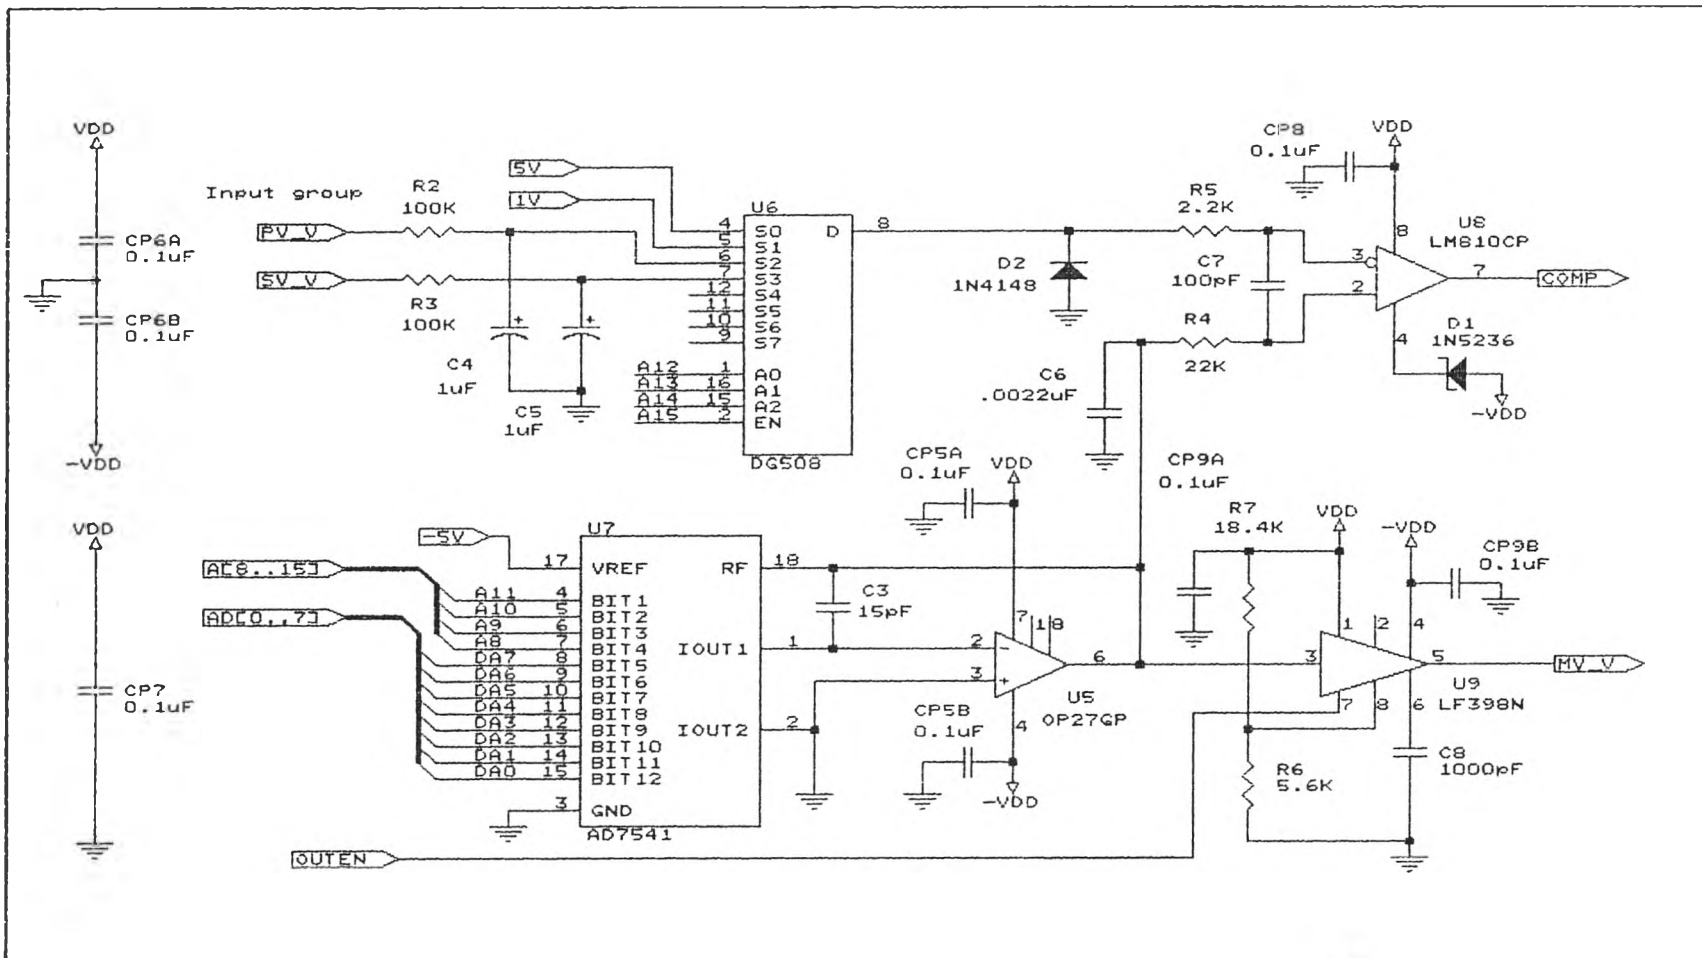 VDD
CP6A
0.1uF
CP6B
0.1uF
-VDD
VDD
CP7
0.1uF
Input group
PV_V
SV_V
R2
100K
R3
100K
5V
1V
C4
1uF
C5
1uF
U6
4 S0
5 S1
6 S2
7 S3
12 S4
11 S5
10 S6
9 S7
A12 1 A0
A13 16 A1
A14 15 A2
A15 2 EN
D 8
DG508
D2
1N4148
R5
2.2K
C7
100pF
R4
22K
C6
.0022uF
CP8
0.1uF
VDD
8
U8
LM810CP
3
2
7
COMP
4
D1
1N5236
-VDD
A[8..15]
AD[0..7]
-5V
U7
17 VREF
A11 4 BIT1
A10 5 BIT2
A9 6 BIT3
A8 7 BIT4
DA7 8 BIT5
DA6 9 BIT6
DA5 10 BIT7
DA4 11 BIT8
DA3 12 BIT9
DA2 13 BIT10
DA1 14 BIT11
DA0 15 BIT12
3 GND
RF 18
IOUT1 1
IOUT2 2
AD7541
OUTEN
C3
15pF
CP5A
0.1uF
VDD
7 1 8
2 -
3 +
6
4
U5
OP27GP
CP5B
0.1uF
-VDD
CP9A
0.1uF
R7
18.4K
VDD
-VDD
CP9B
0.1uF
1 2 4
3
5
7 8 6
U9
LF398N
MV_V
R6
5.6K
C8
1000pF